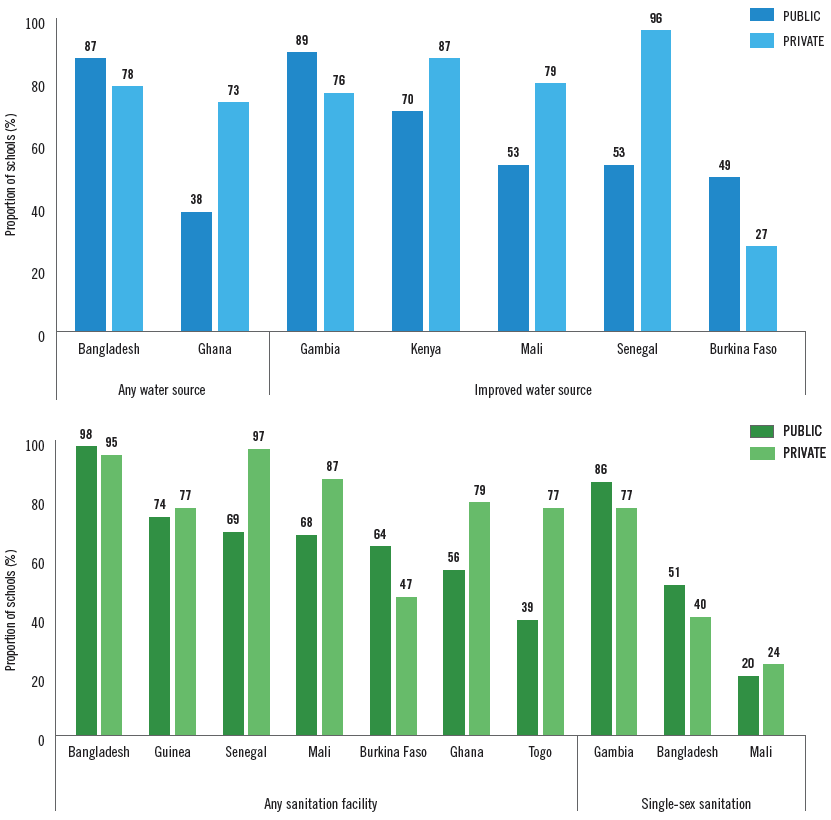 PUBLIC
PRIVATE
Proportion of schools (%)
100
80
60
40
20
0
87 78 38 73 89 76 70 87 53 79 53 96 49 27
Bangladesh Ghana Gambia Kenya Mali Senegal Burkina Faso
Any water source Improved water source
PUBLIC
PRIVATE
Proportion of schools (%)
100
80
60
40
20
0
98 95 74 77 69 97 68 87 64 47 56 79 39 77 86 77 51 40 20 24
Bangladesh Guinea Senegal Mali Burkina Faso Ghana Togo Gambia Bangladesh Mali
Any sanitation facility Single-sex sanitation